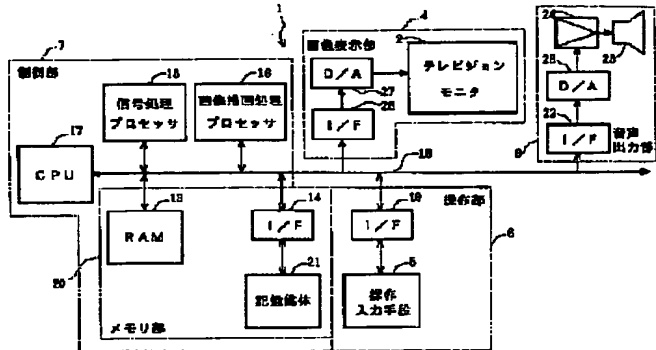 1
7
制御部
15
信号処理
プロセッサ
16
画像描画処理
プロセッサ
17
CPU
4
画像表示部
2
D/A
テレビジョン
モニタ
27
I/F
26
24
23
D/A
22
I/F
音声
出力部
9
18
13
RAM
14
I/F
19
I/F
操作部
6
20
21
記録媒体
5
操作
入力手段
メモリ部